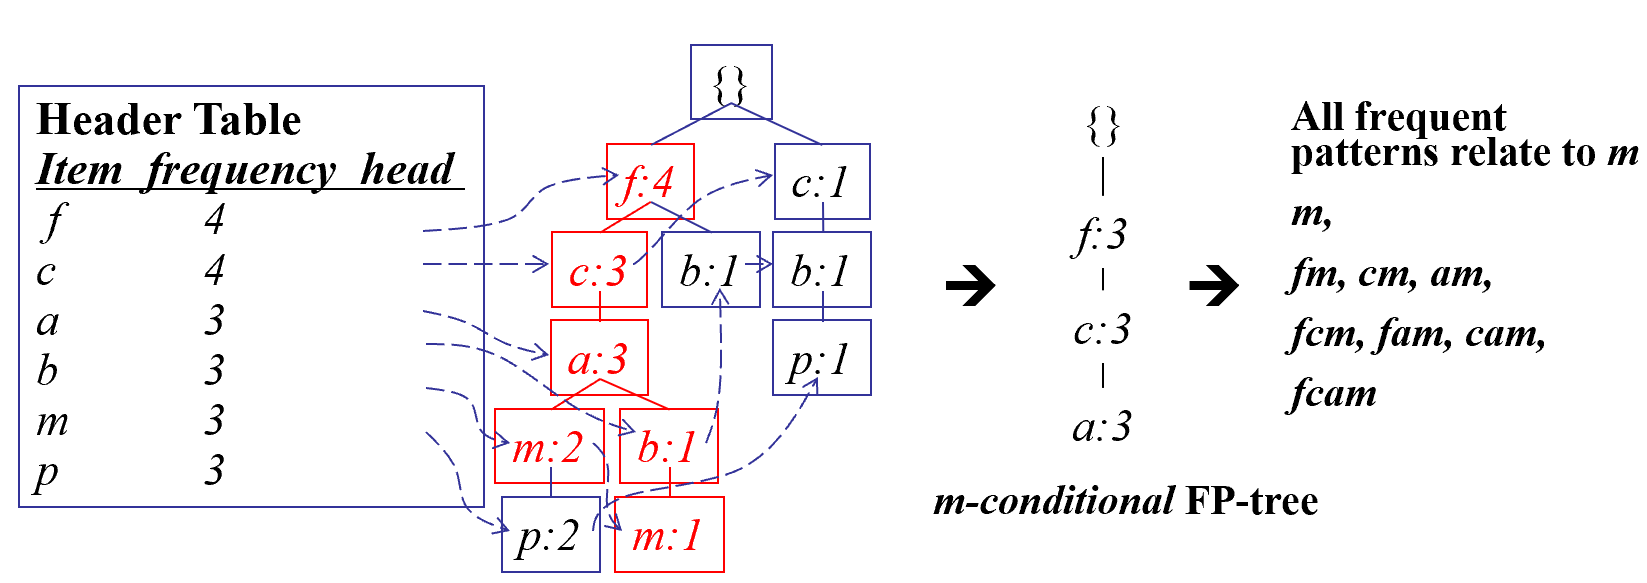 Header Table
Item frequency head
f 4
c 4
a 3
b 3
m 3
p 3
{}
f:4 c:1
c:3 b:1 b:1
a:3 p:1
m:2 b:1
p:2 m:1
{}
f:3
c:3
a:3
m-conditional FP-tree
All frequent
patterns relate to m
m,
fm, cm, am,
fcm, fam, cam,
fcam